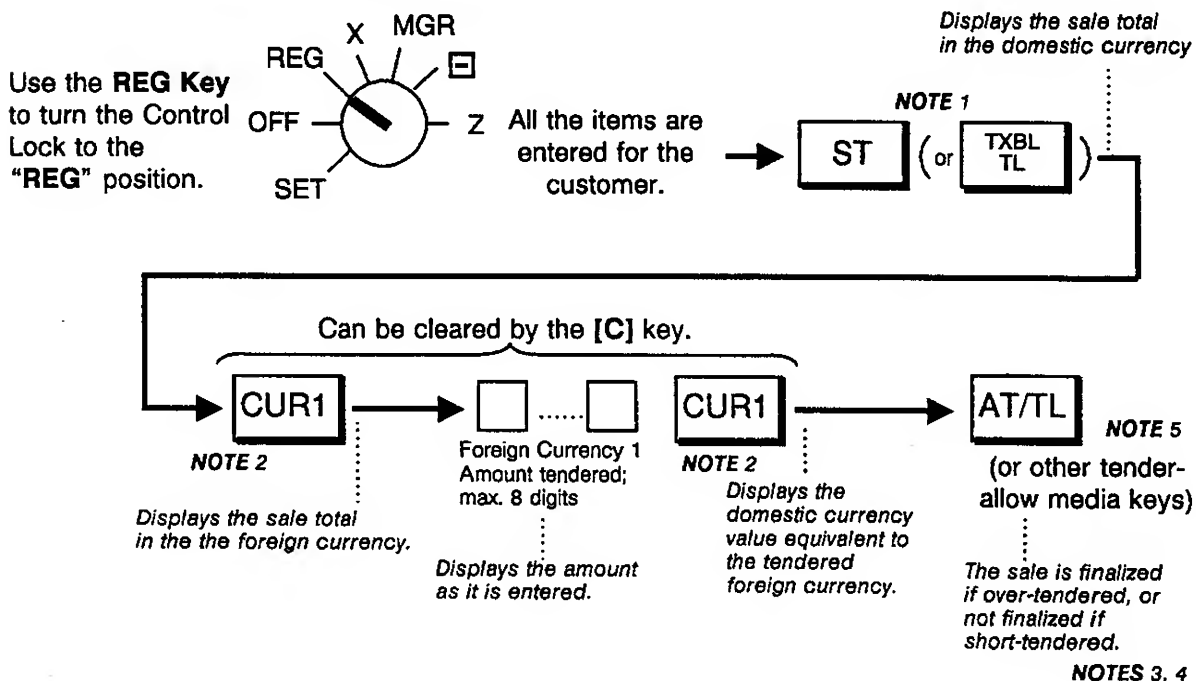 Use the REG Key
to turn the Control
Lock to the
"REG" position.
MGR
X
REG
OFF
Z
SET
All the items are
entered for the
customer.
NOTE 1
ST
(or
TXBL
TL
)
Displays the sale total
in the domestic currency
Can be cleared by the [C] key.
CUR1
NOTE 2
Displays the sale total
in the the foreign currency.
......
Foreign Currency 1
Amount tendered;
max. 8 digits
Displays the amount
as it is entered.
CUR1
NOTE 2
Displays the
domestic currency
value equivalent to
the tendered
foreign currency.
AT/TL
NOTE 5
(or other tender-
allow media keys)
The sale is finalized
if over-tendered, or
not finalized if
short-tendered.
NOTES 3, 4